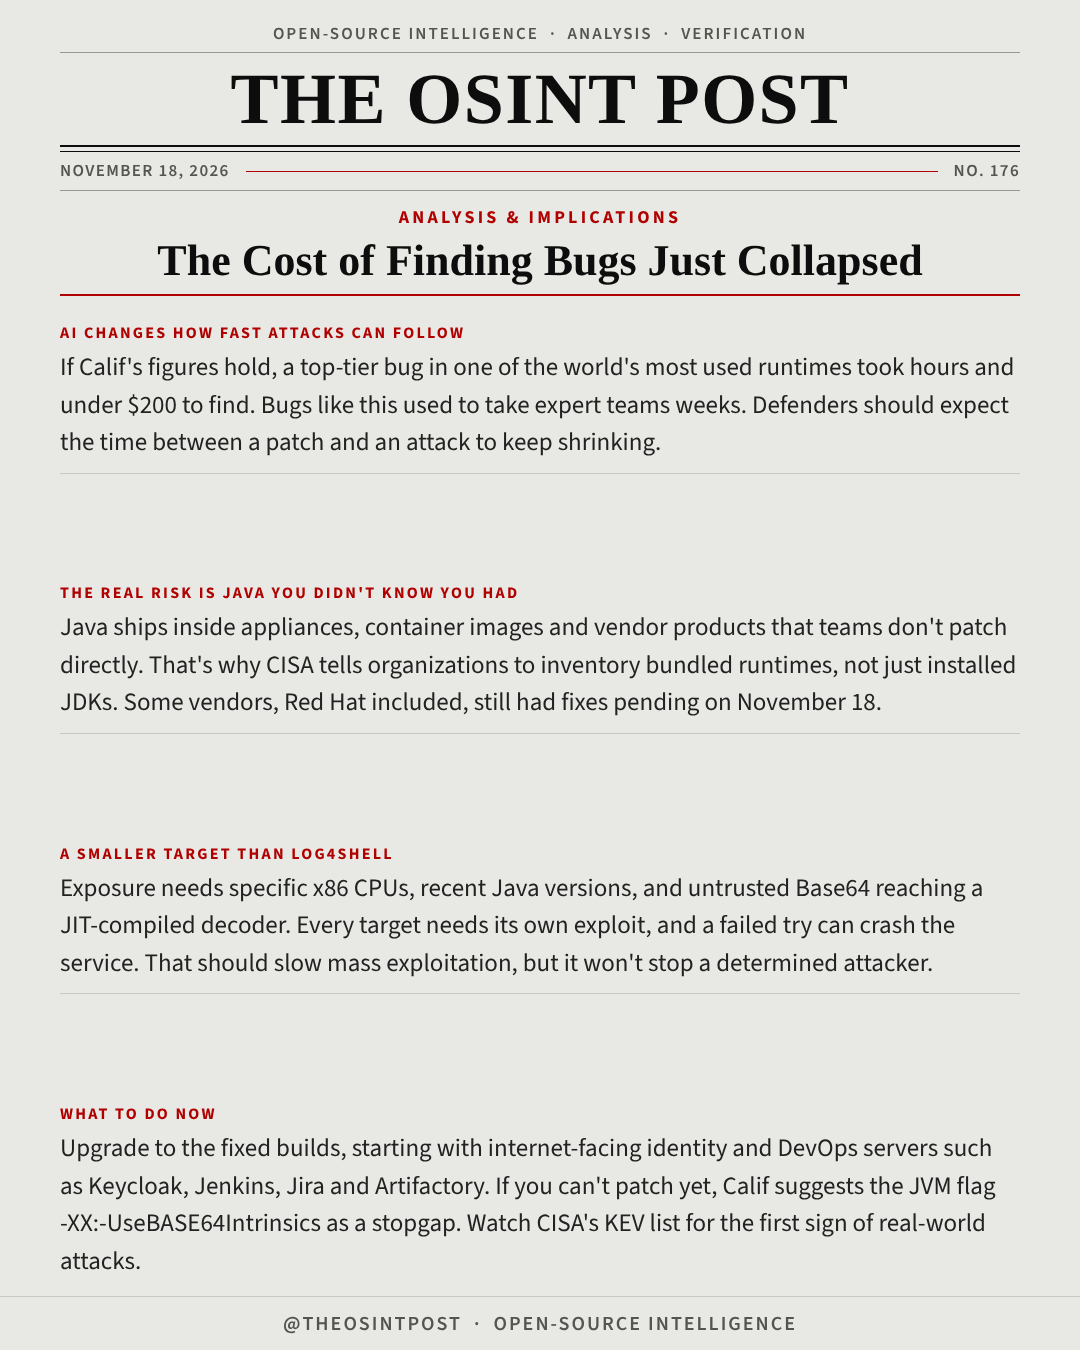 OPEN-SOURCE INTELLIGENCE · ANALYSIS · VERIFICATION
THE OSINT POST
NOVEMBER 18, 2026
NO. 176
ANALYSIS & IMPLICATIONS
The Cost of Finding Bugs Just Collapsed
AI CHANGES HOW FAST ATTACKS CAN FOLLOW
If Calif's figures hold, a top-tier bug in one of the world's most used runtimes took hours and
under $200 to find. Bugs like this used to take expert teams weeks. Defenders should expect
the time between a patch and an attack to keep shrinking.
THE REAL RISK IS JAVA YOU DIDN'T KNOW YOU HAD
Java ships inside appliances, container images and vendor products that teams don't patch
directly. That's why CISA tells organizations to inventory bundled runtimes, not just installed
JDKs. Some vendors, Red Hat included, still had fixes pending on November 18.
A SMALLER TARGET THAN LOG4SHELL
Exposure needs specific x86 CPUs, recent Java versions, and untrusted Base64 reaching a
JIT-compiled decoder. Every target needs its own exploit, and a failed try can crash the
service. That should slow mass exploitation, but it won't stop a determined attacker.
WHAT TO DO NOW
Upgrade to the fixed builds, starting with internet-facing identity and DevOps servers such
as Keycloak, Jenkins, Jira and Artifactory. If you can't patch yet, Calif suggests the JVM flag
-XX:-UseBASE64Intrinsics as a stopgap. Watch CISA's KEV list for the first sign of real-world
attacks.
@THEOSINTPOST · OPEN-SOURCE INTELLIGENCE